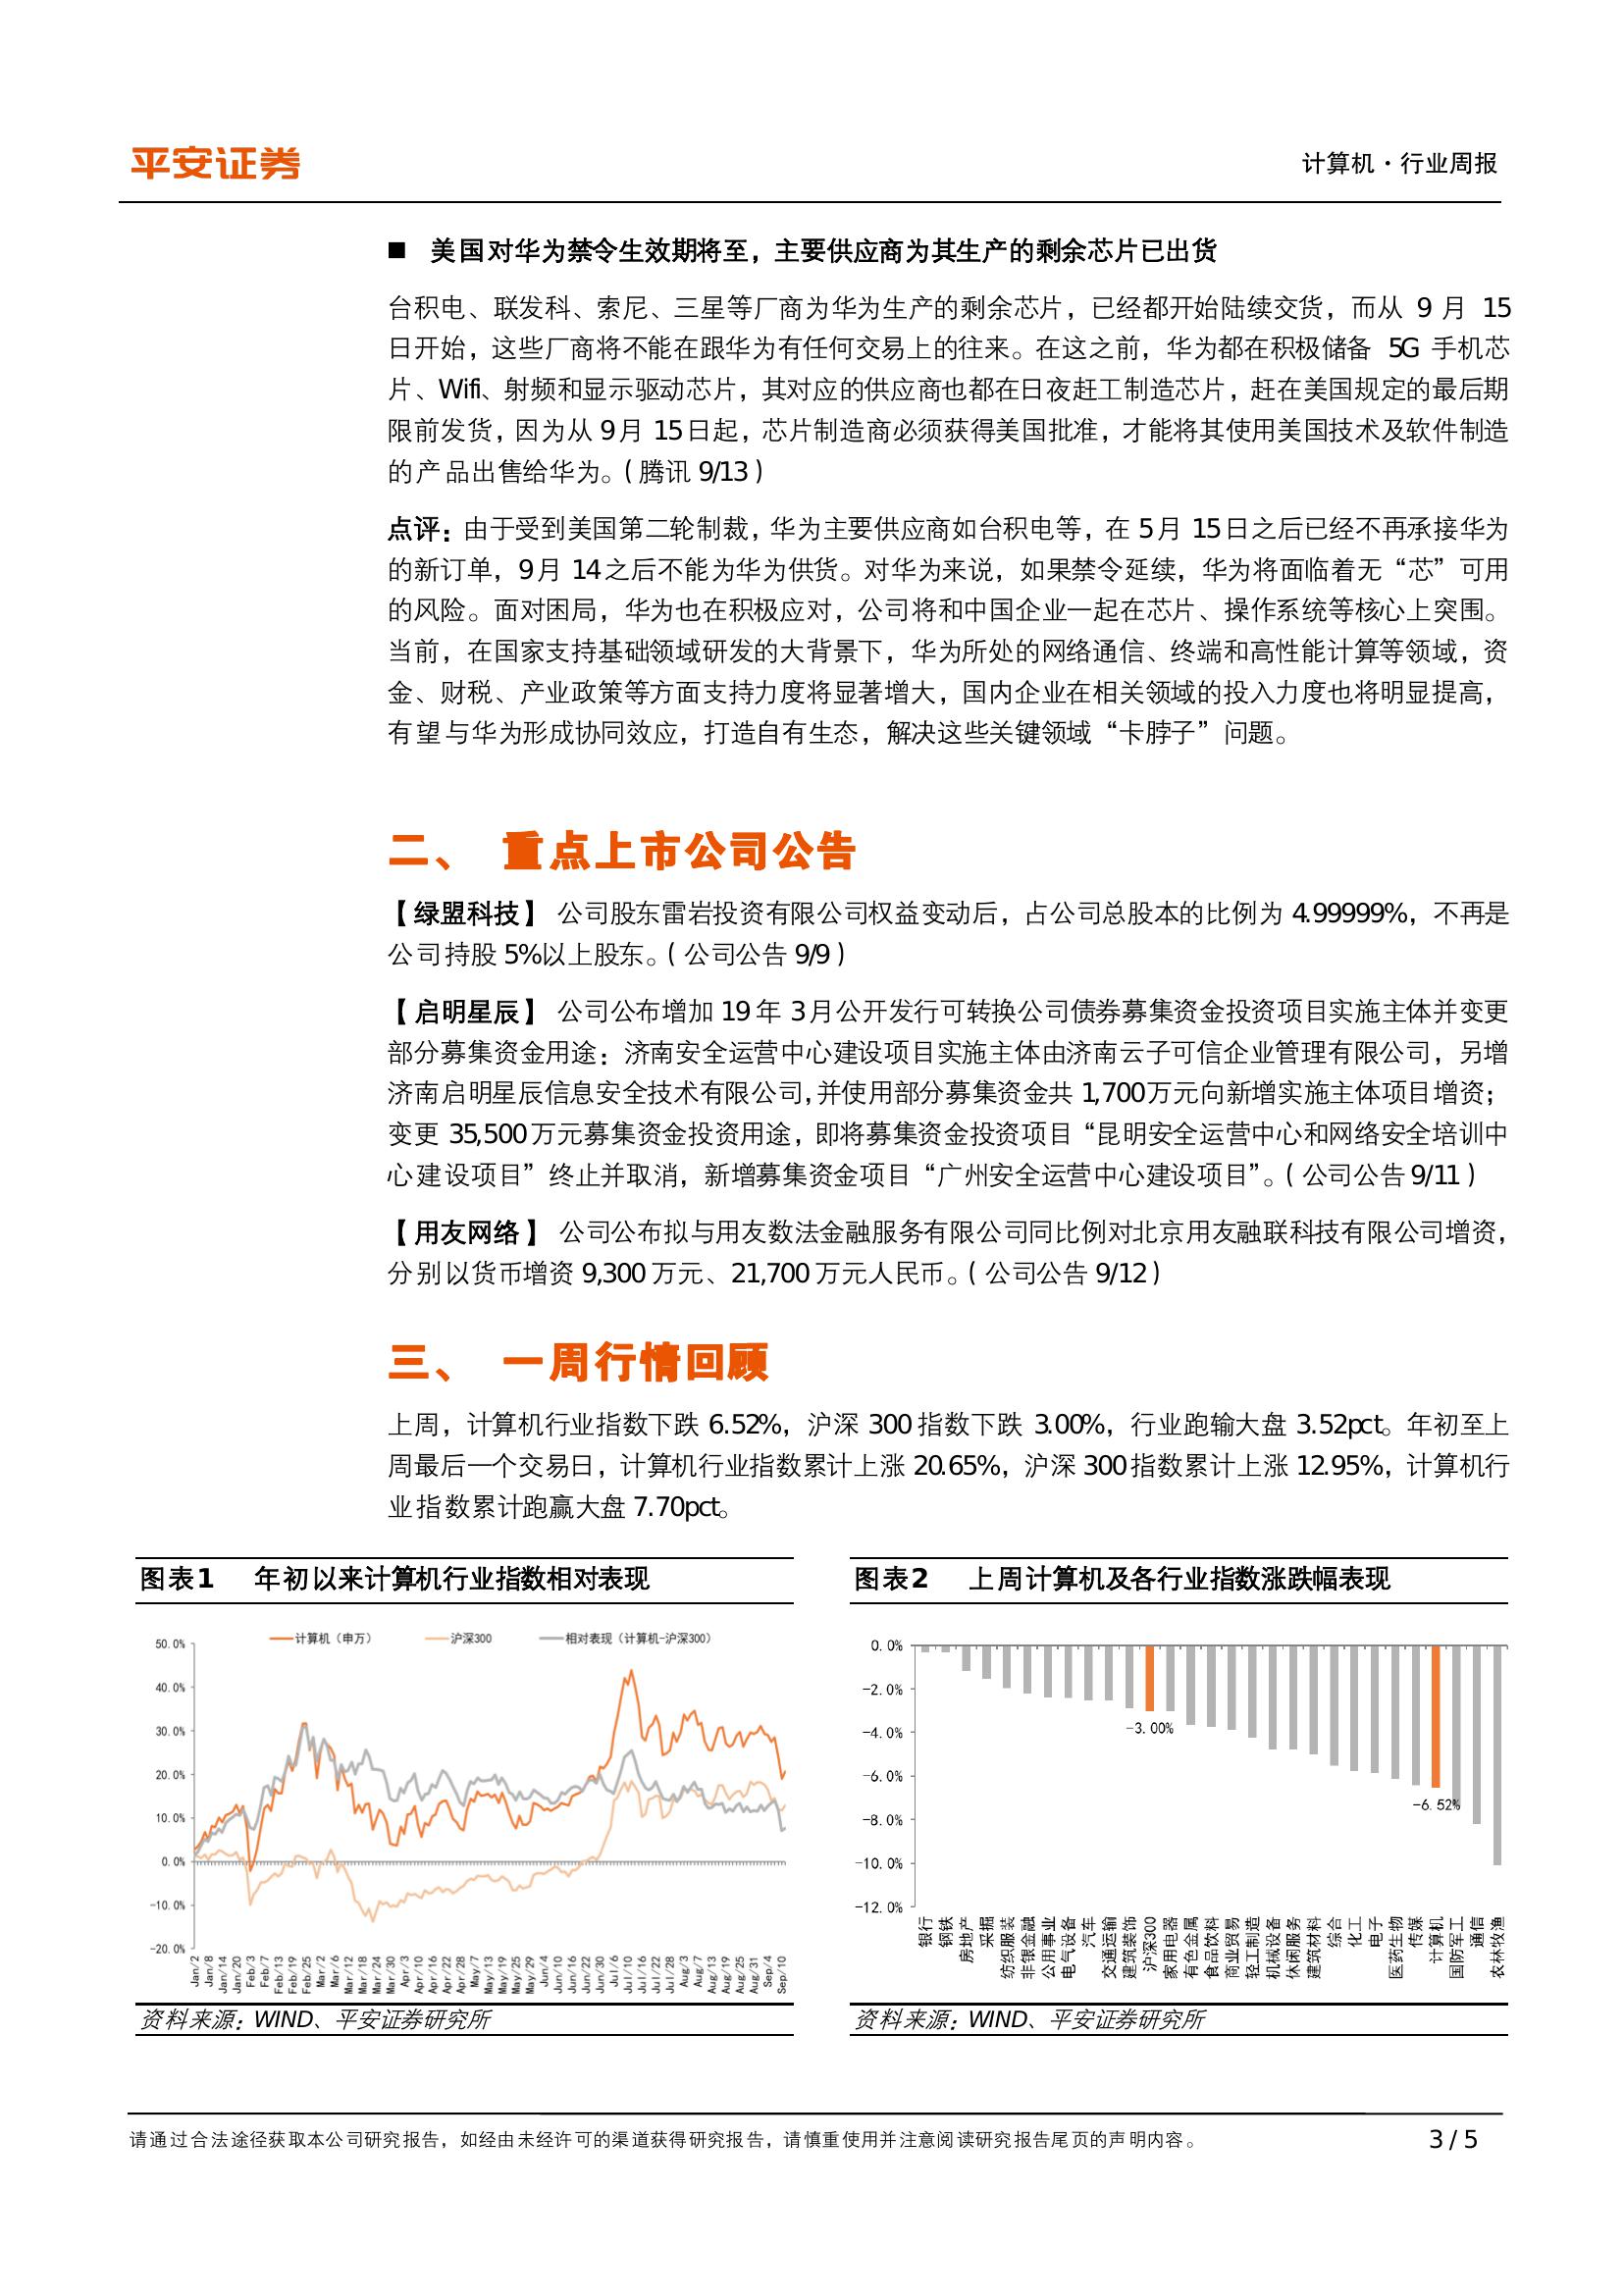 平安证券
计算机·行业周报
■ 美国对华为禁令生效期将至，主要供应商为其生产的剩余芯片已出货
台积电、联发科、索尼、三星等厂商为华为生产的剩余芯片，已经都开始陆续交货，而从 9 月 15
日开始，这些厂商将不能在跟华为有任何交易上的往来。在这之前，华为都在积极储备 5G 手机芯
片、Wifi、射频和显示驱动芯片，其对应的供应商也都在日夜赶工制造芯片，赶在美国规定的最后期
限前发货，因为从 9 月 15 日起，芯片制造商必须获得美国批准，才能将其使用美国技术及软件制造
的产品出售给华为。（腾讯 9/13）
点评：由于受到美国第二轮制裁，华为主要供应商如台积电等，在 5 月 15 日之后已经不再承接华为
的新订单，9 月 14 之后不能为华为供货。对华为来说，如果禁令延续，华为将面临着无“芯”可用
的风险。面对困局，华为也在积极应对，公司将和中国企业一起在芯片、操作系统等核心上突围。
当前，在国家支持基础领域研发的大背景下，华为所处的网络通信、终端和高性能计算等领域，资
金、财税、产业政策等方面支持力度将显著增大，国内企业在相关领域的投入力度也将明显提高，
有望与华为形成协同效应，打造自有生态，解决这些关键领域“卡脖子”问题。
二、 重点上市公司公告
【绿盟科技】 公司股东雷岩投资有限公司权益变动后，占公司总股本的比例为 4.99999%，不再是
公司持股 5%以上股东。（公司公告 9/9）
【启明星辰】 公司公布增加 19 年 3 月公开发行可转换公司债券募集资金投资项目实施主体并变更
部分募集资金用途：济南安全运营中心建设项目实施主体由济南云子可信企业管理有限公司，另增
济南启明星辰信息安全技术有限公司，并使用部分募集资金共 1,700 万元向新增实施主体项目增资；
变更 35,500 万元募集资金投资用途，即将募集资金投资项目“昆明安全运营中心和网络安全培训中
心建设项目”终止并取消，新增募集资金项目“广州安全运营中心建设项目”。（公司公告 9/11）
【用友网络】 公司公布拟与用友数法金融服务有限公司同比例对北京用友融联科技有限公司增资，
分别以货币增资 9,300 万元、21,700 万元人民币。（公司公告 9/12）
三、 一周行情回顾
上周，计算机行业指数下跌 6.52%，沪深 300 指数下跌 3.00%，行业跑输大盘 3.52pct。年初至上
周最后一个交易日，计算机行业指数累计上涨 20.65%，沪深 300 指数累计上涨 12.95%，计算机行
业指数累计跑赢大盘 7.70pct。
图表1 年初以来计算机行业指数相对表现
计算机（申万） 沪深300 相对表现（计算机-沪深300）
50.0%
40.0%
30.0%
20.0%
10.0%
0.0%
-10.0%
-20.0%
Jan/2 Jan/8 Jan/14 Jan/20 Feb/3 Feb/7 Feb/13 Feb/19 Feb/25 Mar/2 Mar/6 Mar/12 Mar/18 Mar/24 Mar/30 Apr/3 Apr/10 Apr/16 Apr/22 Apr/28 May/7 May/13 May/19 May/25 May/29 Jun/4 Jun/10 Jun/16 Jun/22 Jun/30 Jul/6 Jul/10 Jul/16 Jul/22 Jul/28 Aug/3 Aug/7 Aug/13 Aug/19 Aug/25 Aug/31 Sep/4 Sep/10
资料来源：WIND、平安证券研究所
图表2 上周计算机及各行业指数涨跌幅表现
0.0%
-2.0%
-4.0%
-6.0%
-8.0%
-10.0%
-12.0%
-3.00%
-6.52%
银行 钢铁 房地产 采掘 纺织服装 非银金融 公用事业 电气设备 汽车 交通运输 建筑装饰 沪深300 家用电器 有色金属 食品饮料 商业贸易 轻工制造 机械设备 休闲服务 建筑材料 综合 化工 电子 医药生物 传媒 计算机 国防军工 通信 农林牧渔
资料来源：WIND、平安证券研究所
请通过合法途径获取本公司研究报告，如经由未经许可的渠道获得研究报告，请慎重使用并注意阅读研究报告尾页的声明内容。
3 / 5